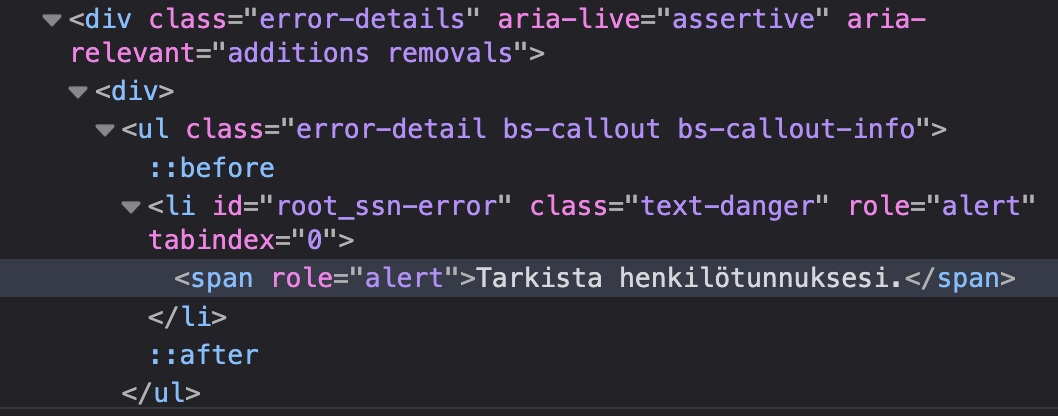 <div class="error-details" aria-live="assertive" aria-
relevant="additions removals">
<div>
<ul class="error-detail bs-callout bs-callout-info">
::before
<li id="root_ssn-error" class="text-danger" role="alert"
tabindex="0">
<span role="alert">Tarkista henkilötunnuksesi.</span>
</li>
::after
</ul>